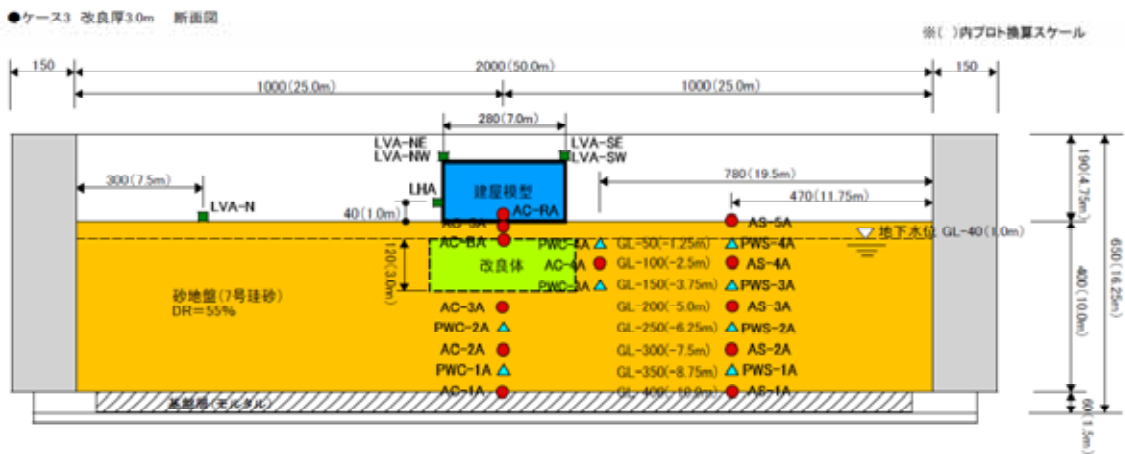 ●ケース3 改良厚3.0m 断面図
※( )内プロト換算スケール
150
2000(50.0m)
150
1000(25.0m)
1000(25.0m)
280(7.0m)
LVA-NE
LVA-NW
LVA-SE
LVA-SW
300(7.5m)
780(19.5m)
190(4.75m)
LVA-N
LHA
建屋模型
470(11.75m)
40(1.0m)
AC-RA
AC-5A
AS-5A
地下水位 GL-40(1.0m)
AC-BA
PWC-4A
GL-50(-1.25m)
PWS-4A
120(3.0m)
改良体
AC-4A
GL-100(-2.5m)
AS-4A
PWC-3A
GL-150(-3.75m)
PWS-3A
砂地盤(7号珪砂)
DR=55%
AC-3A
GL-200(-5.0m)
AS-3A
400(10.0m)
650(16.25m)
PWC-2A
GL-250(-6.25m)
PWS-2A
AC-2A
GL-300(-7.5m)
AS-2A
PWC-1A
GL-350(-8.75m)
PWS-1A
AC-1A
GL-400(-10.0m)
AS-1A
基盤層(モルタル)
60(1.5m)